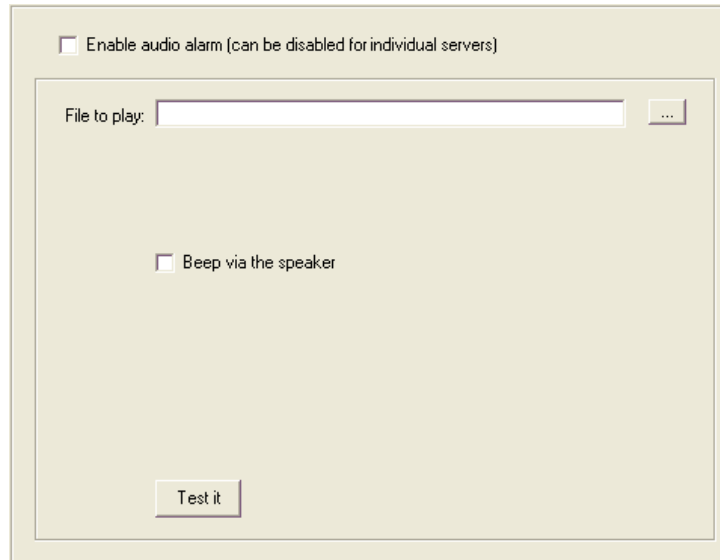 Enable audio alarm (can be disabled for individual servers)
File to play:
...
Beep via the speaker
Test it